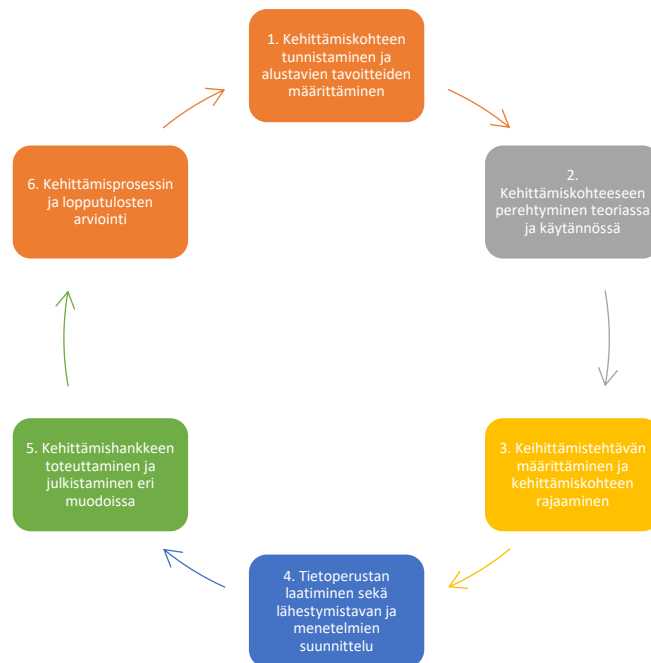 1. Kehittämiskohteen
tunnistaminen ja
alustavien tavoitteiden
määrittäminen
2.
Kehittämiskohteeseen
perehtyminen teoriassa
ja käytännössä
3. Keihittämistehtävän
määrittäminen ja
kehittämiskohteen
rajaaminen
4. Tietoperustan
laatiminen sekä
lähestymistavan ja
menetelmien
suunnittelu
5. Kehittämishankkeen
toteuttaminen ja
julkistaminen eri
muodoissa
6. Kehittämisprosessin
ja lopputulosten
arviointi